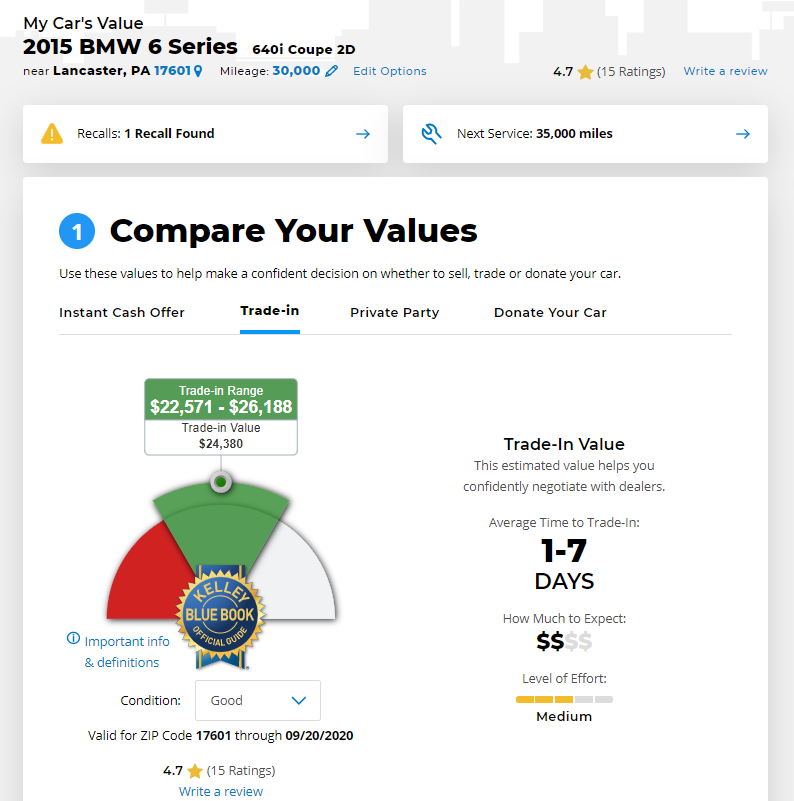 My Car's Value
2015 BMW 6 Series 640i Coupe 2D
near Lancaster, PA 17601 Mileage: 30,000 Edit Options 4.7 (15 Ratings) Write a review
Recalls: 1 Recall Found
Next Service: 35,000 miles
1 Compare Your Values
Use these values to help make a confident decision on whether to sell, trade or donate your car.
Instant Cash Offer Trade-in Private Party Donate Your Car
Trade-in Range
$22,571 - $26,188
Trade-in Value
$24,380
KELLEY
BLUE BOOK
OFFICIAL GUIDE
Important info
& definitions
Condition: Good
Valid for ZIP Code 17601 through 09/20/2020
4.7 (15 Ratings)
Write a review
Trade-In Value
This estimated value helps you
confidently negotiate with dealers.
Average Time to Trade-In:
1-7
DAYS
How Much to Expect:
$$$$
Level of Effort:
Medium